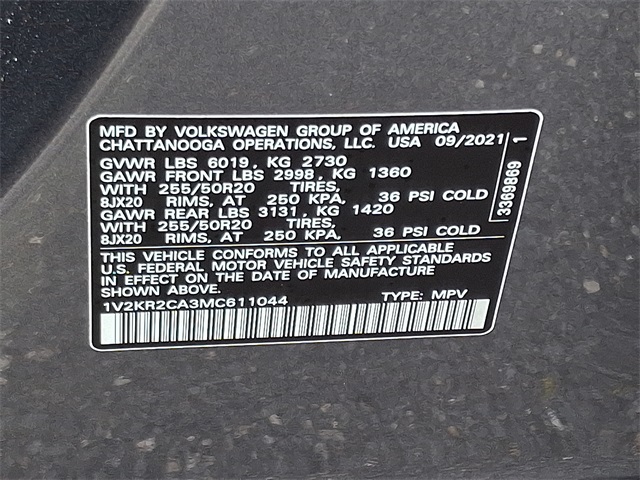 MFD BY VOLKSWAGEN GROUP OF AMERICA
CHATTANOOGA OPERATIONS, LLC. USA 09/2021
GVWR LBS 6019, KG 2730
GAWR FRONT LBS 2998, KG 1360
WITH 255/50R20 TIRES,
8JX20 RIMS, AT 250 KPA, 36 PSI COLD
GAWR REAR LBS 3131, KG 1420
WITH 255/50R20 TIRES,
8JX20 RIMS, AT 250 KPA, 36 PSI COLD
THIS VEHICLE CONFORMS TO ALL APPLICABLE
U.S. FEDERAL MOTOR VEHICLE SAFETY STANDARDS
IN EFFECT ON THE DATE OF MANUFACTURE
SHOWN ABOVE.
1V2KR2CA3MC611044 TYPE: MPV
3369869 1